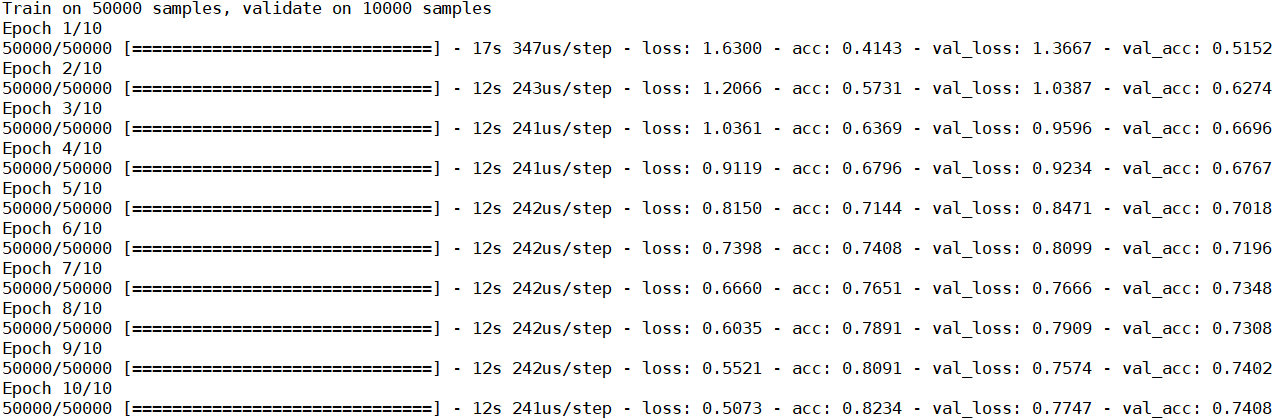 Train on 50000 samples, validate on 10000 samples
Epoch 1/10
50000/50000 [==============================] - 17s 347us/step - loss: 1.6300 - acc: 0.4143 - val_loss: 1.3667 - val_acc: 0.5152
Epoch 2/10
50000/50000 [==============================] - 12s 243us/step - loss: 1.2066 - acc: 0.5731 - val_loss: 1.0387 - val_acc: 0.6274
Epoch 3/10
50000/50000 [==============================] - 12s 241us/step - loss: 1.0361 - acc: 0.6369 - val_loss: 0.9596 - val_acc: 0.6696
Epoch 4/10
50000/50000 [==============================] - 12s 241us/step - loss: 0.9119 - acc: 0.6796 - val_loss: 0.9234 - val_acc: 0.6767
Epoch 5/10
50000/50000 [==============================] - 12s 242us/step - loss: 0.8150 - acc: 0.7144 - val_loss: 0.8471 - val_acc: 0.7018
Epoch 6/10
50000/50000 [==============================] - 12s 242us/step - loss: 0.7398 - acc: 0.7408 - val_loss: 0.8099 - val_acc: 0.7196
Epoch 7/10
50000/50000 [==============================] - 12s 242us/step - loss: 0.6660 - acc: 0.7651 - val_loss: 0.7666 - val_acc: 0.7348
Epoch 8/10
50000/50000 [==============================] - 12s 242us/step - loss: 0.6035 - acc: 0.7891 - val_loss: 0.7909 - val_acc: 0.7308
Epoch 9/10
50000/50000 [==============================] - 12s 242us/step - loss: 0.5521 - acc: 0.8091 - val_loss: 0.7574 - val_acc: 0.7402
Epoch 10/10
50000/50000 [==============================] - 12s 241us/step - loss: 0.5073 - acc: 0.8234 - val_loss: 0.7747 - val_acc: 0.7408